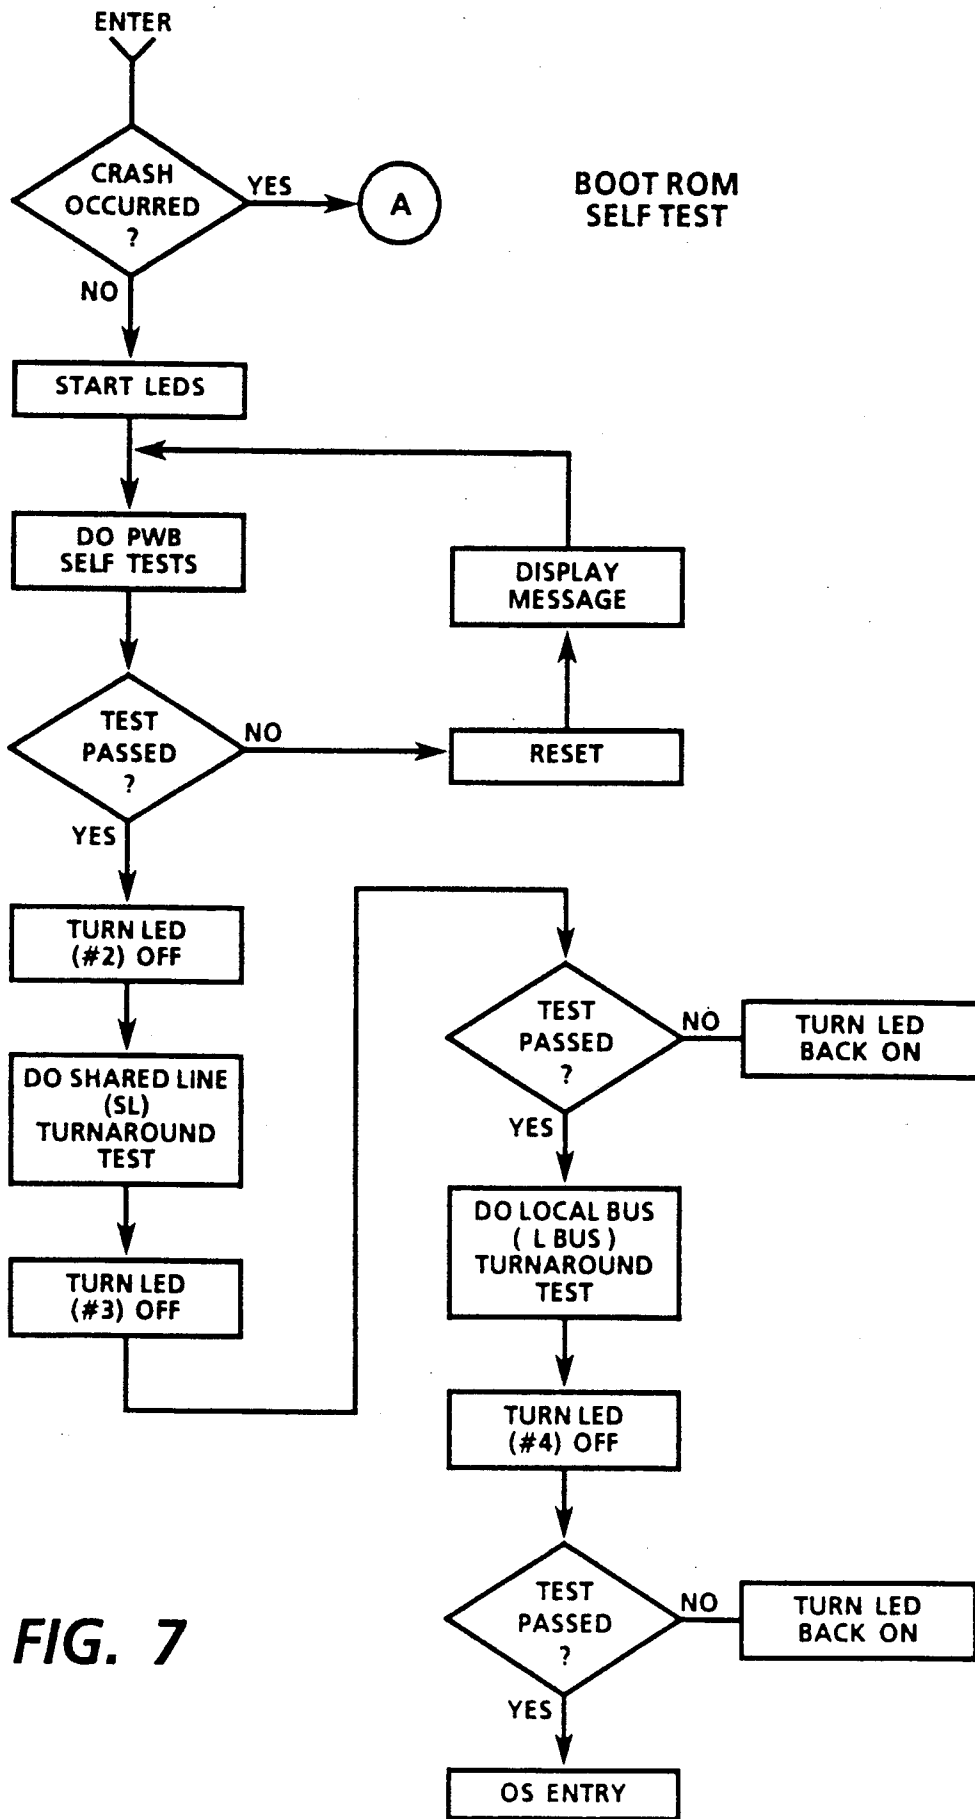 ENTER
CRASH
OCCURRED
?
YES
A
BOOT ROM
SELF TEST
NO
START LEDS
DO PWB
SELF TESTS
DISPLAY
MESSAGE
TEST
PASSED
?
NO
RESET
YES
TURN LED
(#2) OFF
DO SHARED LINE
(SL)
TURNAROUND
TEST
TURN LED
(#3) OFF
TEST
PASSED
?
NO
TURN LED
BACK ON
YES
DO LOCAL BUS
( L BUS )
TURNAROUND
TEST
TURN LED
(#4) OFF
TEST
PASSED
?
NO
TURN LED
BACK ON
YES
OS ENTRY
FIG. 7